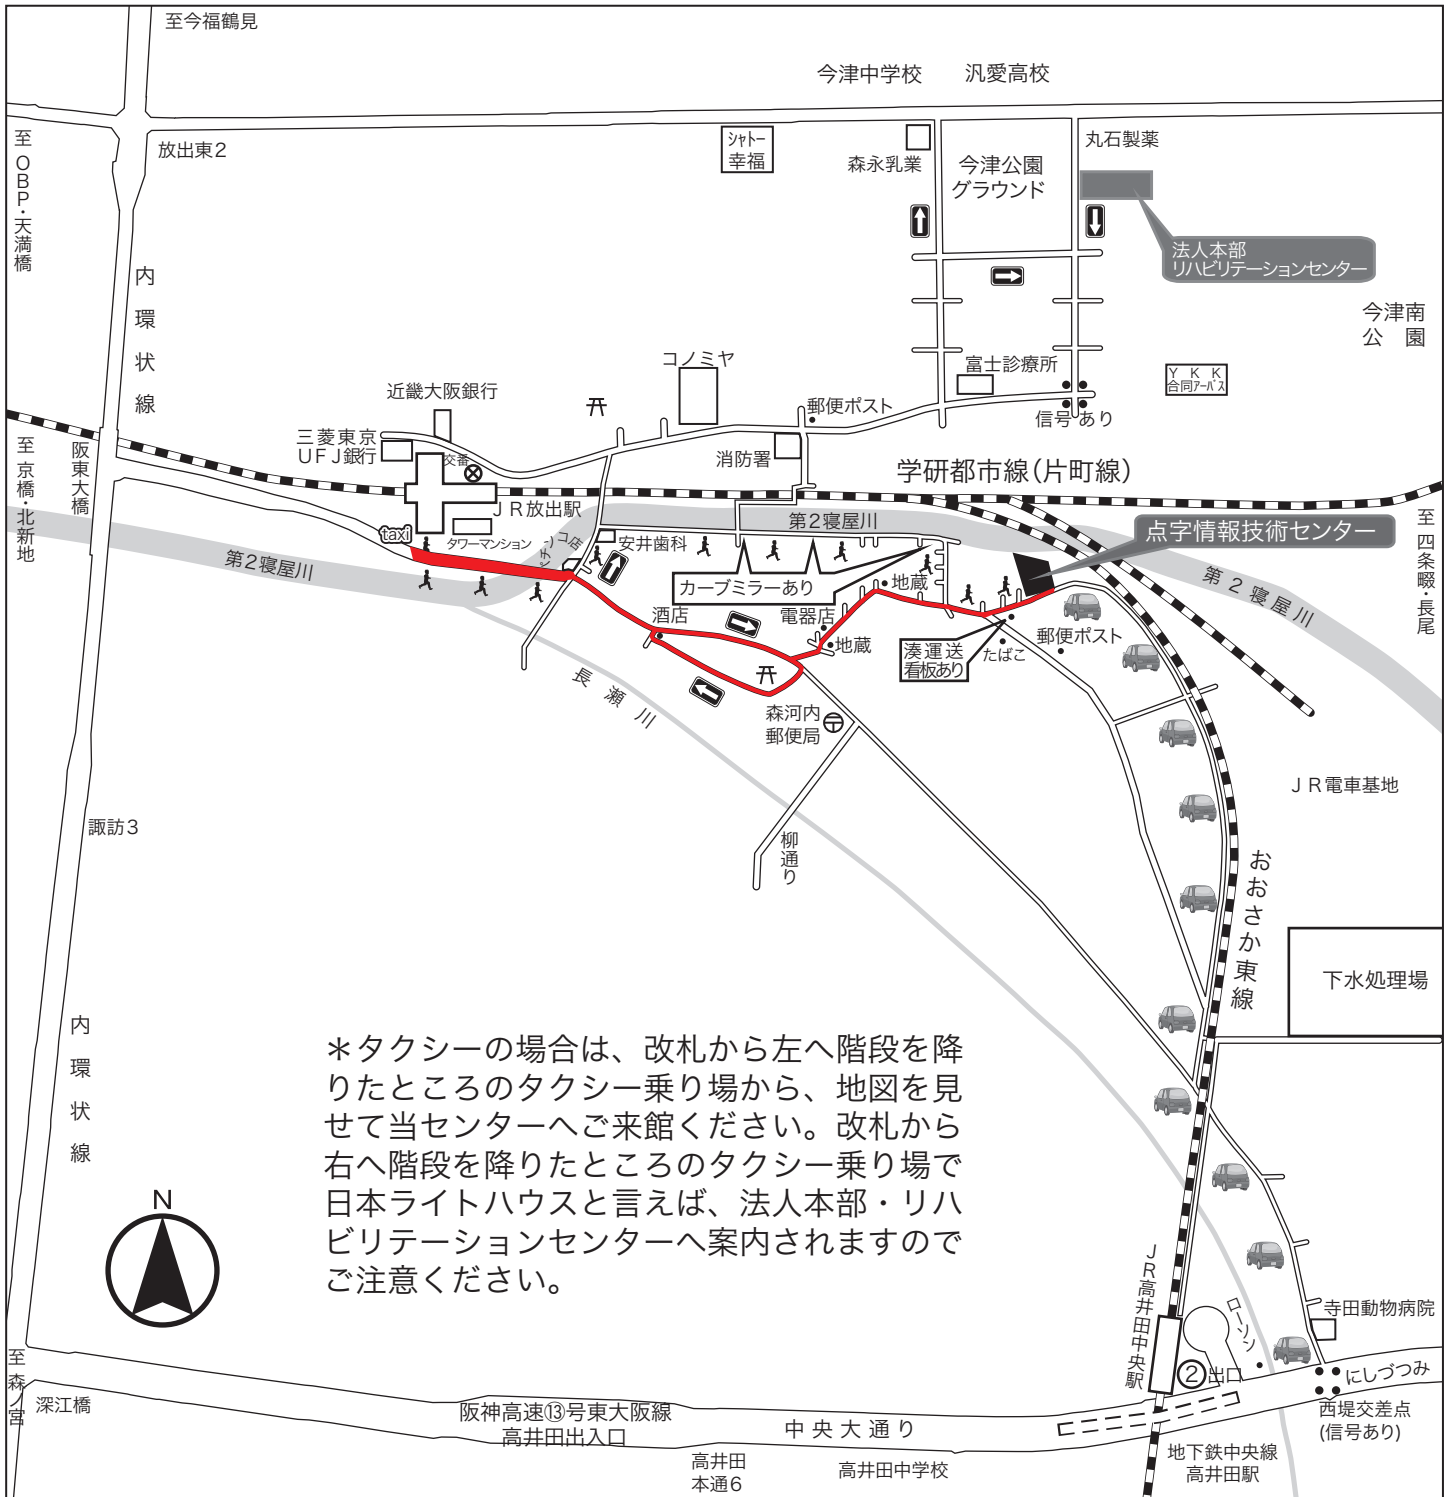 至今福鶴見
今津中学校
汎愛高校
至OBP・天満橋
放出東2
シャトー
幸福
森永乳業
今津公園
グラウンド
丸石製薬
法人本部
リハビリテーションセンター
内環状線
今津南
公園
コノミヤ
富士診療所
YKK
合同アーバス
近畿大阪銀行
郵便ポスト
信号あり
三菱東京
UFJ銀行
交番
消防署
至京橋・北新地
阪東大橋
学研都市線(片町線)
JR放出駅
taxi
タワーマンション
パチンコ店
安井歯科
第2寝屋川
点字情報技術センター
至四条畷・長尾
第2寝屋川
カーブミラーあり
地蔵
第2寝屋川
酒店
電器店
地蔵
湊運送
看板あり
たばこ
郵便ポスト
長瀬川
森河内
郵便局
JR電車基地
諏訪3
柳通り
おおさか東線
下水処理場
内環状線
*タクシーの場合は、改札から左へ階段を降
りたところのタクシー乗り場から、地図を見
せて当センターへご来館ください。改札から
右へ階段を降りたところのタクシー乗り場で
日本ライトハウスと言えば、法人本部・リハ
ビリテーションセンターへ案内されますので
ご注意ください。
N
JR高井田中央駅
ローソン
寺田動物病院
至森ノ宮
深江橋
②出口
にしづつみ
阪神高速⑬号東大阪線
高井田出入口
中央大通り
西堤交差点
(信号あり)
高井田
本通6
高井田中学校
地下鉄中央線
高井田駅